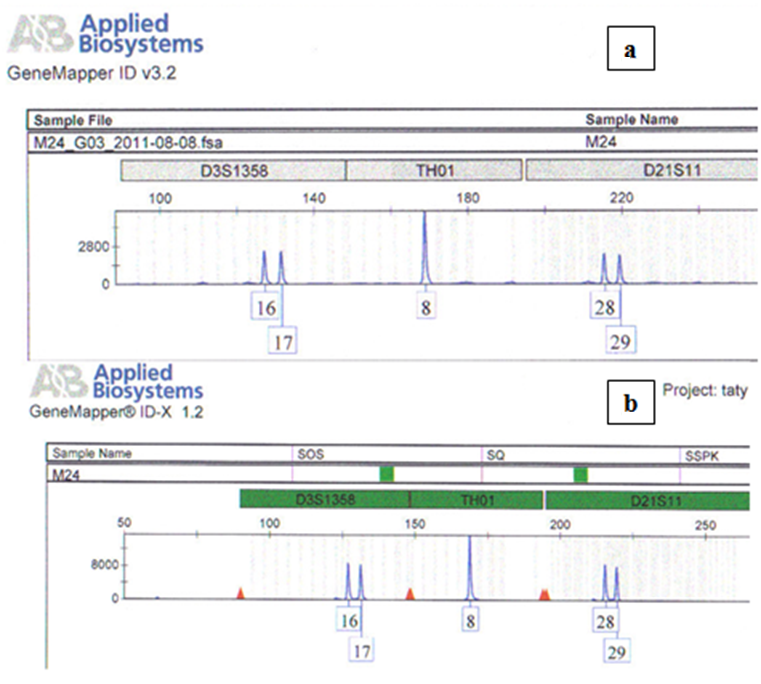 A&B Applied
Biosystems
GeneMapper ID v3.2
a
Sample File Sample Name
M24_G03_2011-08-08.fsa M24
D3S1358 TH01 D21S11
100 140 180 220
2800
0
16 8 28
17 29
A&B Applied
Biosystems
GeneMapper® ID-X 1.2
b
Project: taty
Sample Name SOS SQ SSPK
M24
D3S1358 TH01 D21S11
50 100 150 200 250
8000
0
16 8 28
17 29